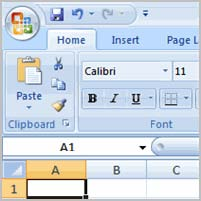 Home Insert Page L
Calibri 11
Paste
B I U
Clipboard Font
A1
A B C
1